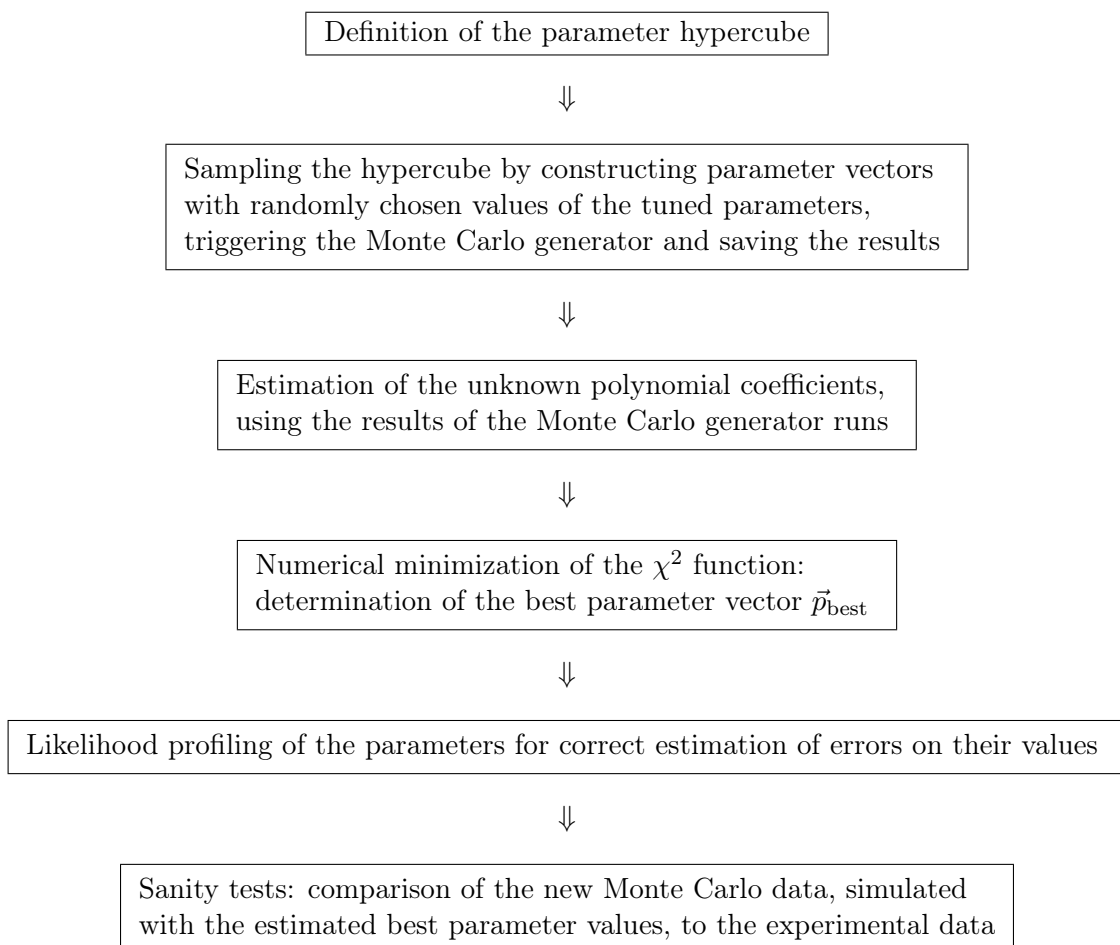 Definition of the parameter hypercube
⇓
Sampling the hypercube by constructing parameter vectors
with randomly chosen values of the tuned parameters,
triggering the Monte Carlo generator and saving the results
⇓
Estimation of the unknown polynomial coefficients,
using the results of the Monte Carlo generator runs
⇓
Numerical minimization of the χ² function:
determination of the best parameter vector p⃗_best
⇓
Likelihood profiling of the parameters for correct estimation of errors on their values
⇓
Sanity tests: comparison of the new Monte Carlo data, simulated
with the estimated best parameter values, to the experimental data